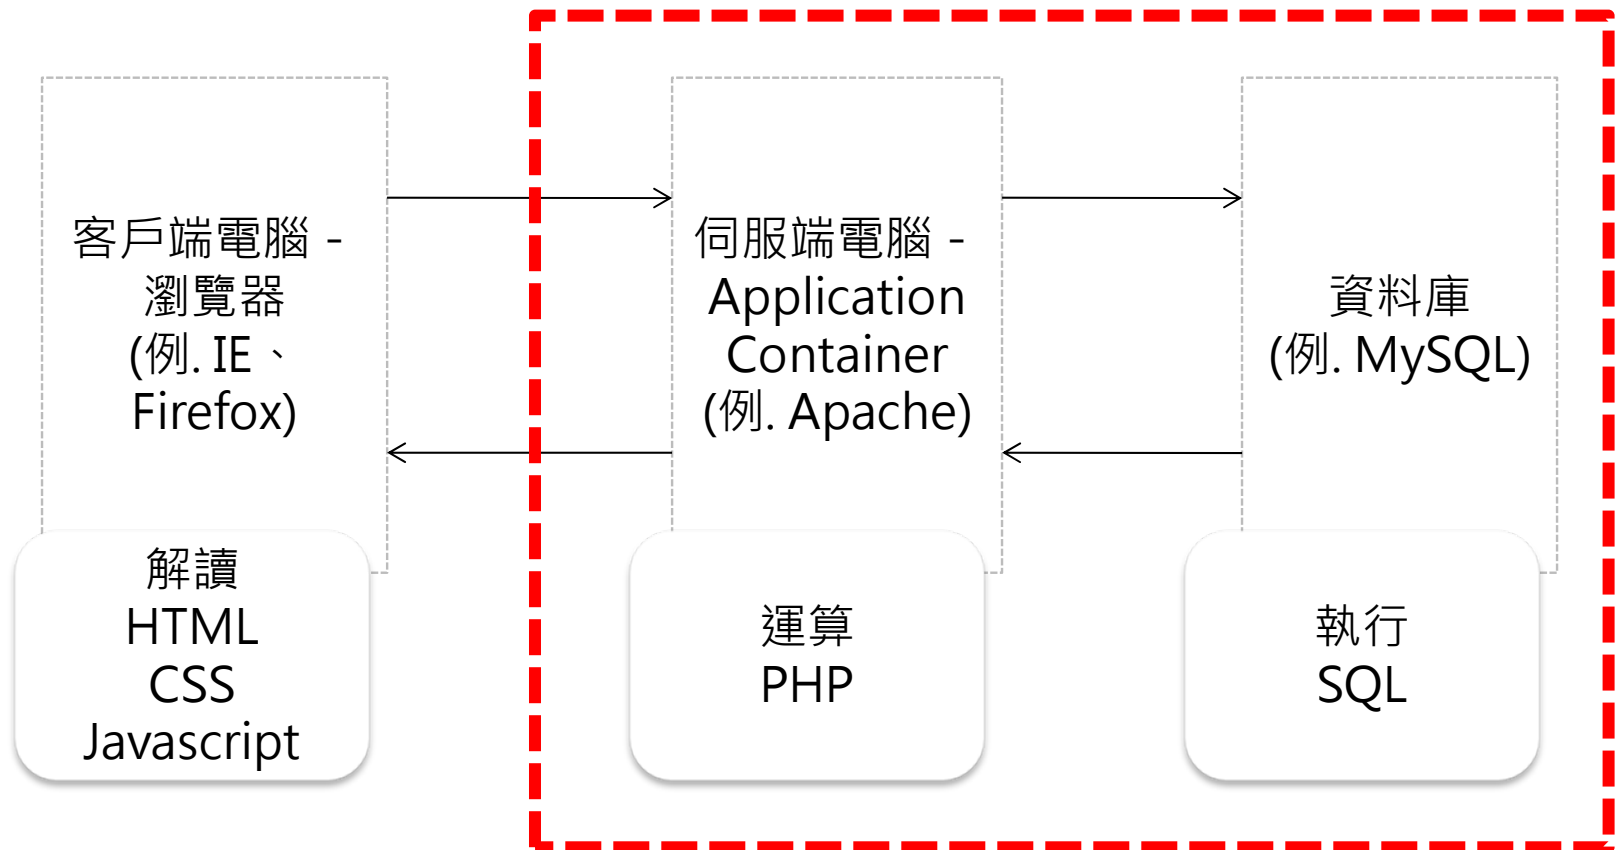 客戶端電腦 -
瀏覽器
(例. IE、
Firefox)
解讀
HTML
CSS
Javascript
伺服端電腦 -
Application
Container
(例. Apache)
運算
PHP
資料庫
(例. MySQL)
執行
SQL